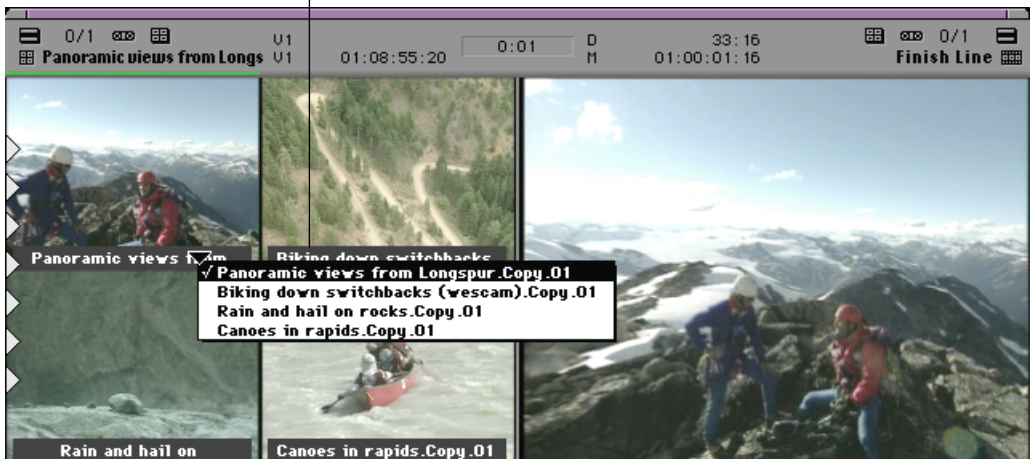 0/1
V1
D
33:16
0/1
Panoramic views from Longs
V1
01:08:55:20
0:01
M
01:00:01:16
Finish Line
Panoramic views from
Biking down switchbacks
✓ Panoramic views from Longspur.Copy.01
Biking down switchbacks (wescam).Copy.01
Rain and hail on rocks.Copy.01
Canoes in rapids.Copy.01
Rain and hail on
Canoes in rapids.Copy.01